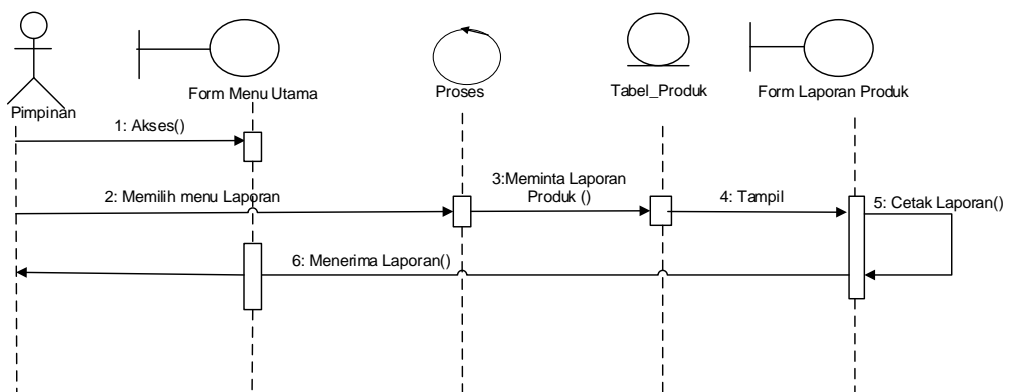 Pimpinan
Form Menu Utama
Proses
Tabel_Produk
Form Laporan Produk
1: Akses()
2: Memilih menu Laporan
3:Meminta Laporan
Produk ()
4: Tampil
5: Cetak Laporan()
6: Menerima Laporan()